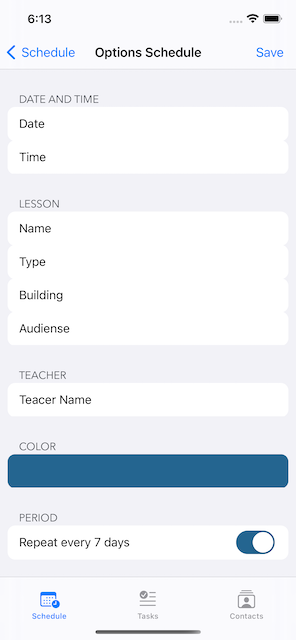 6:13
Schedule
Options Schedule
Save
DATE AND TIME
Date
Time
LESSON
Name
Type
Building
Audiense
TEACHER
Teacer Name
COLOR
PERIOD
Repeat every 7 days
Schedule
Tasks
Contacts